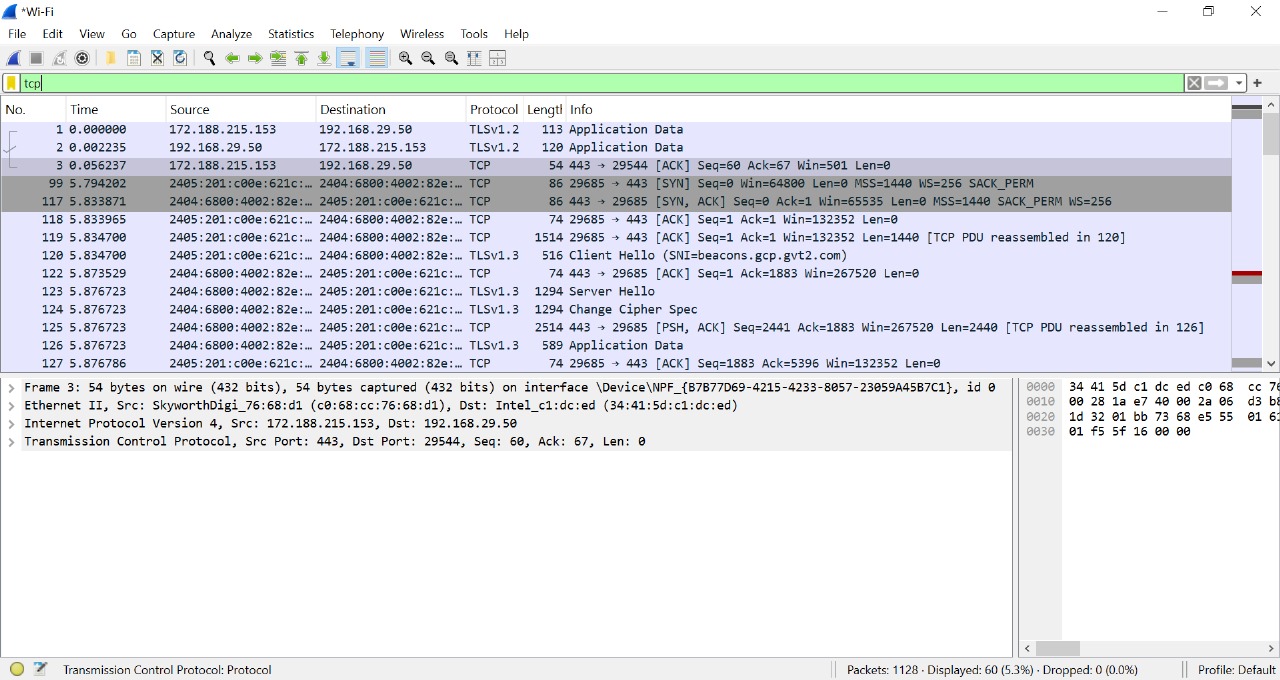 *Wi-Fi
File Edit View Go Capture Analyze Statistics Telephony Wireless Tools Help
tcp
No. Time Source Destination Protocol Length Info
1 0.000000 172.188.215.153 192.168.29.50 TLSv1.2 113 Application Data
2 0.002235 192.168.29.50 172.188.215.153 TLSv1.2 120 Application Data
3 0.056237 172.188.215.153 192.168.29.50 TCP 54 443 → 29544 [ACK] Seq=60 Ack=67 Win=501 Len=0
99 5.794202 2405:201:c00e:621c:… 2404:6800:4002:82e:… TCP 86 29685 → 443 [SYN] Seq=0 Win=64800 Len=0 MSS=1440 WS=256 SACK_PERM
117 5.833871 2404:6800:4002:82e:… 2405:201:c00e:621c:… TCP 86 443 → 29685 [SYN, ACK] Seq=0 Ack=1 Win=65535 Len=0 MSS=1440 SACK_PERM WS=256
118 5.833965 2405:201:c00e:621c:… 2404:6800:4002:82e:… TCP 74 29685 → 443 [ACK] Seq=1 Ack=1 Win=132352 Len=0
119 5.834700 2405:201:c00e:621c:… 2404:6800:4002:82e:… TCP 1514 29685 → 443 [ACK] Seq=1 Ack=1 Win=132352 Len=1440 [TCP PDU reassembled in 120]
120 5.834700 2405:201:c00e:621c:… 2404:6800:4002:82e:… TLSv1.3 516 Client Hello (SNI=beacons.gcp.gvt2.com)
122 5.873529 2404:6800:4002:82e:… 2405:201:c00e:621c:… TCP 74 443 → 29685 [ACK] Seq=1 Ack=1883 Win=267520 Len=0
123 5.876723 2404:6800:4002:82e:… 2405:201:c00e:621c:… TLSv1.3 1294 Server Hello
124 5.876723 2404:6800:4002:82e:… 2405:201:c00e:621c:… TLSv1.3 1294 Change Cipher Spec
125 5.876723 2404:6800:4002:82e:… 2405:201:c00e:621c:… TCP 2514 443 → 29685 [PSH, ACK] Seq=2441 Ack=1883 Win=267520 Len=2440 [TCP PDU reassembled in 126]
126 5.876723 2404:6800:4002:82e:… 2405:201:c00e:621c:… TLSv1.3 589 Application Data
127 5.876786 2405:201:c00e:621c:… 2404:6800:4002:82e:… TCP 74 29685 → 443 [ACK] Seq=1883 Ack=5396 Win=132352 Len=0
Frame 3: 54 bytes on wire (432 bits), 54 bytes captured (432 bits) on interface \Device\NPF_{B7B77D69-4215-4233-8057-23059A45B7C1}, id 0
Ethernet II, Src: SkyworthDigi_76:68:d1 (c0:68:cc:76:68:d1), Dst: Intel_c1:dc:ed (34:41:5d:c1:dc:ed)
Internet Protocol Version 4, Src: 172.188.215.153, Dst: 192.168.29.50
Transmission Control Protocol, Src Port: 443, Dst Port: 29544, Seq: 60, Ack: 67, Len: 0
0000 34 41 5d c1 dc ed c0 68 cc 76
0010 00 28 1a e7 40 00 2a 06 d3 b8
0020 1d 32 01 bb 73 68 e5 55 01 61
0030 01 f5 5f 16 00 00
Transmission Control Protocol: Protocol
Packets: 1128 · Displayed: 60 (5.3%) · Dropped: 0 (0.0%)
Profile: Default